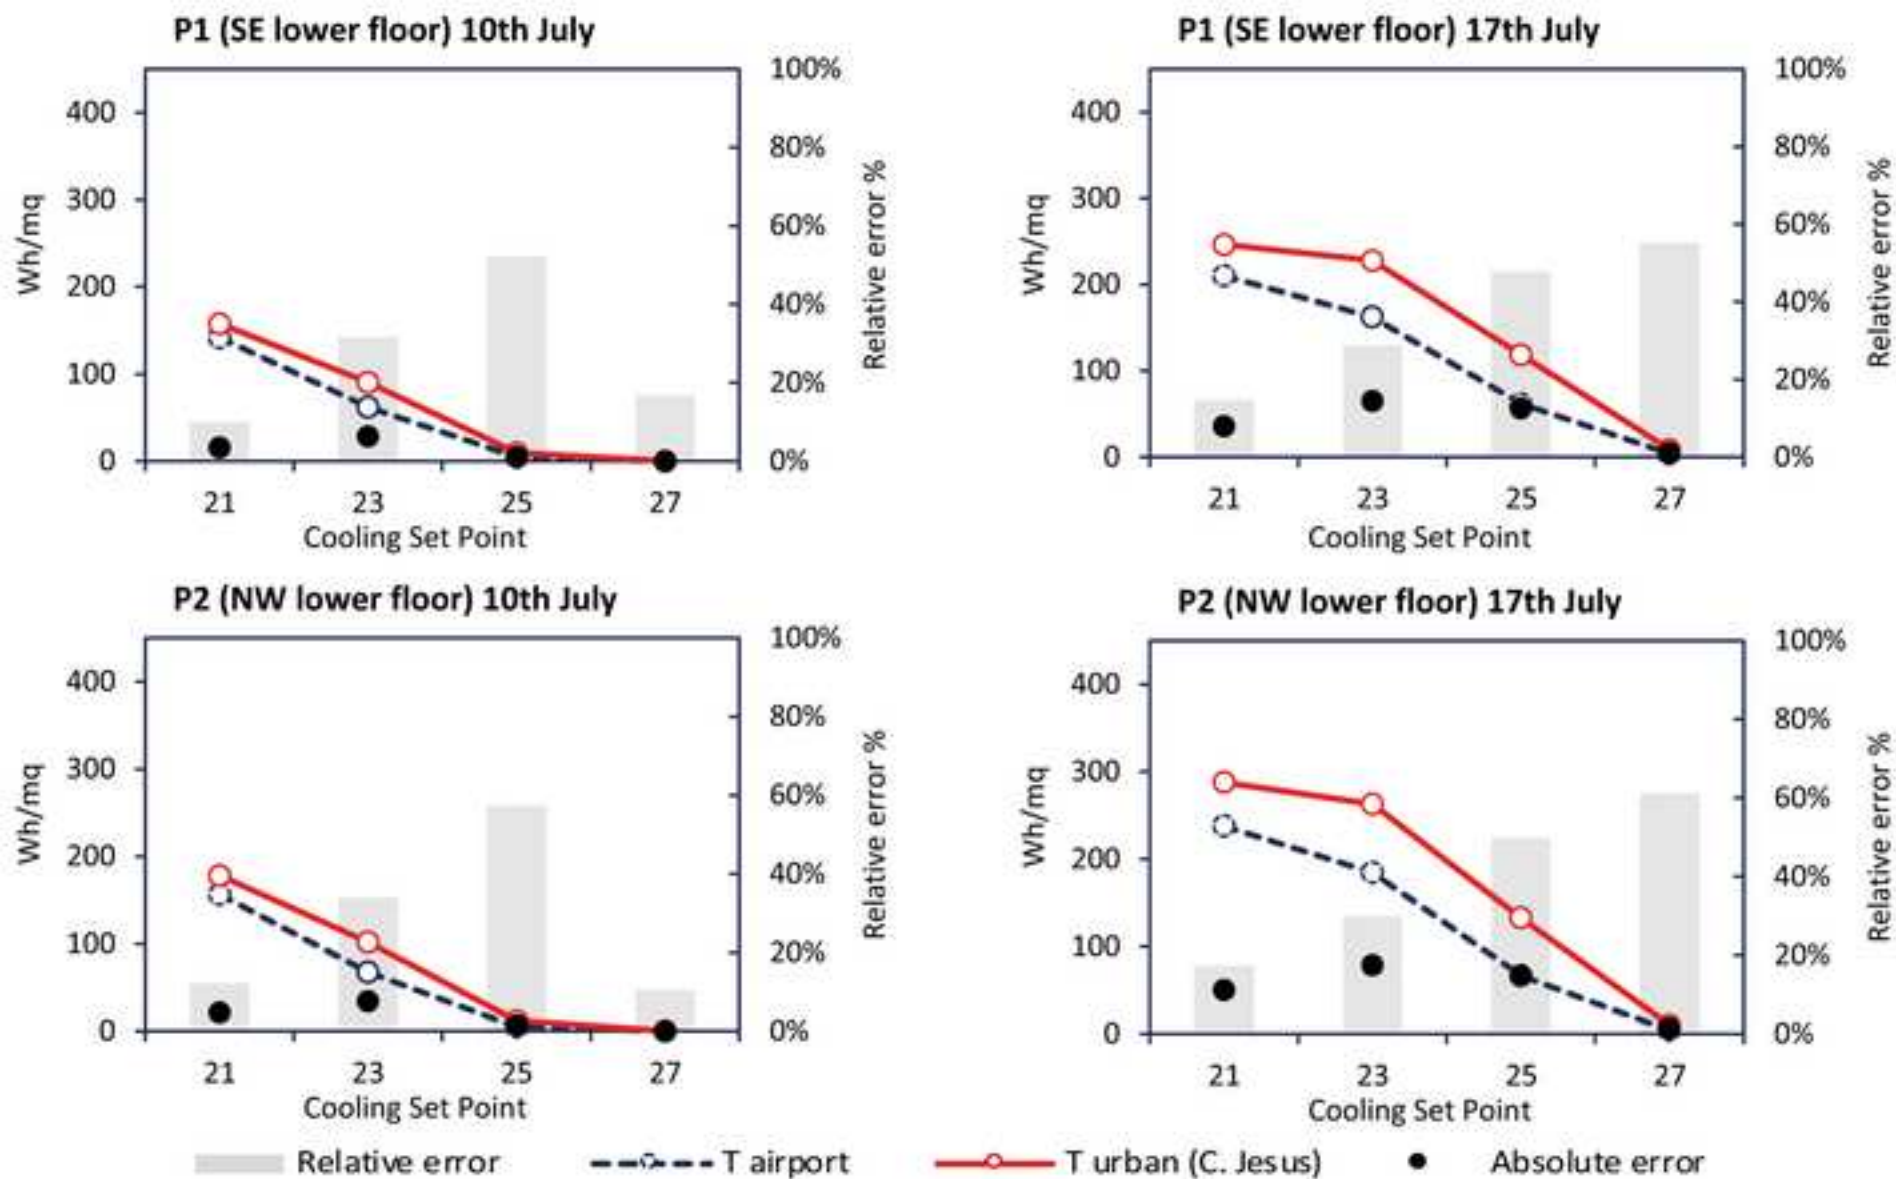 P1 (SE lower floor) 10th July
400
300
200
100
0
Wh/mq
100%
80%
60%
40%
20%
0%
Relative error %
21 23 25 27
Cooling Set Point
P1 (SE lower floor) 17th July
400
300
200
100
0
Wh/mq
100%
80%
60%
40%
20%
0%
Relative error %
21 23 25 27
Cooling Set Point
P2 (NW lower floor) 10th July
400
300
200
100
0
Wh/mq
100%
80%
60%
40%
20%
0%
Relative error %
21 23 25 27
Cooling Set Point
P2 (NW lower floor) 17th July
400
300
200
100
0
Wh/mq
100%
80%
60%
40%
20%
0%
Relative error %
21 23 25 27
Cooling Set Point
Relative error T airport T urban (C. Jesus) Absolute error